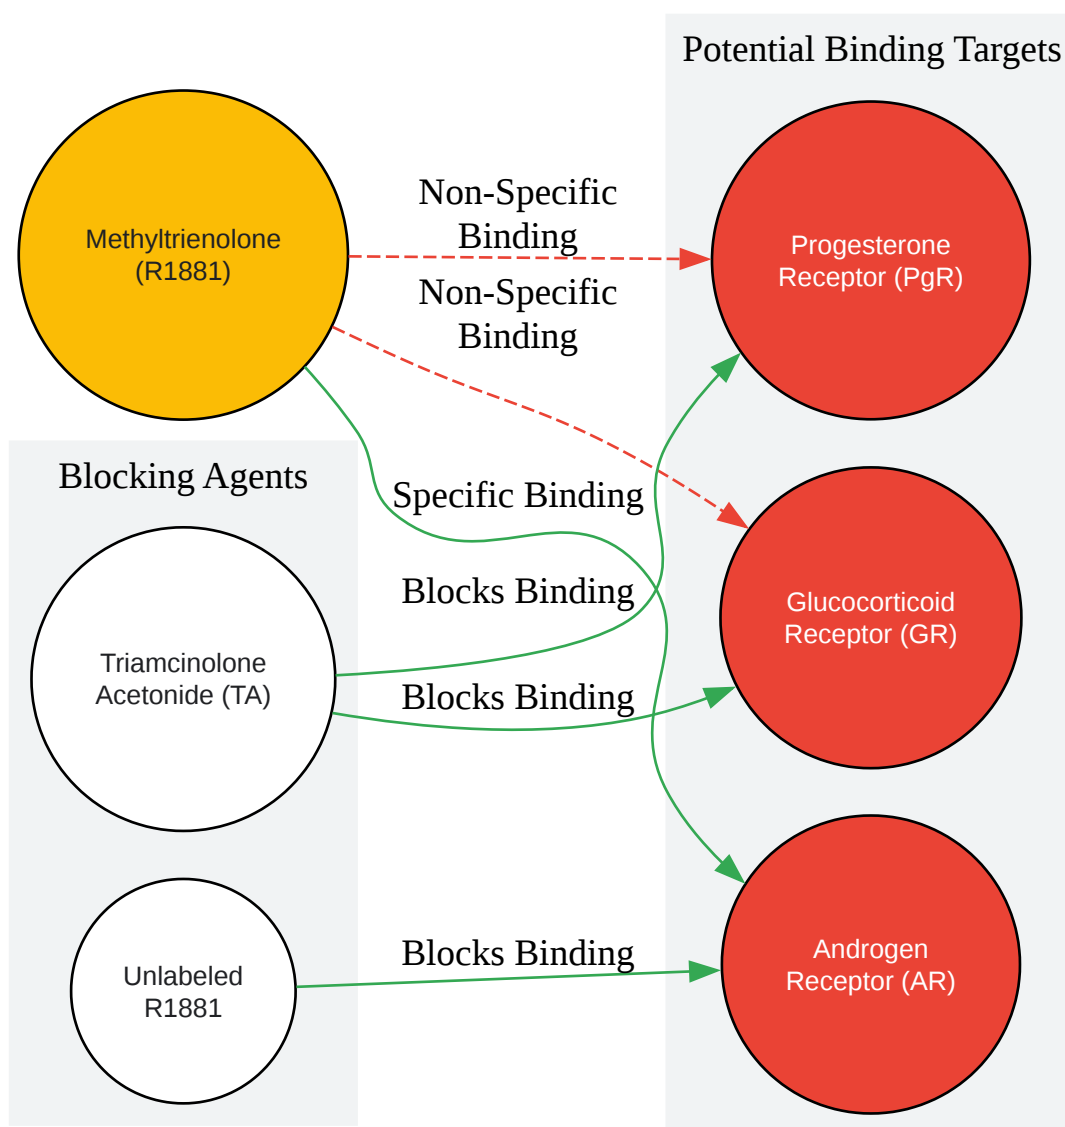 Potential Binding Targets
Methyltrienolone
(R1881)
Non-Specific
Binding
Non-Specific
Binding
Progesterone
Receptor (PgR)
Blocking Agents
Specific Binding
Blocks Binding
Glucocorticoid
Receptor (GR)
Triamcinolone
Acetonide (TA)
Blocks Binding
Unlabeled
R1881
Blocks Binding
Androgen
Receptor (AR)